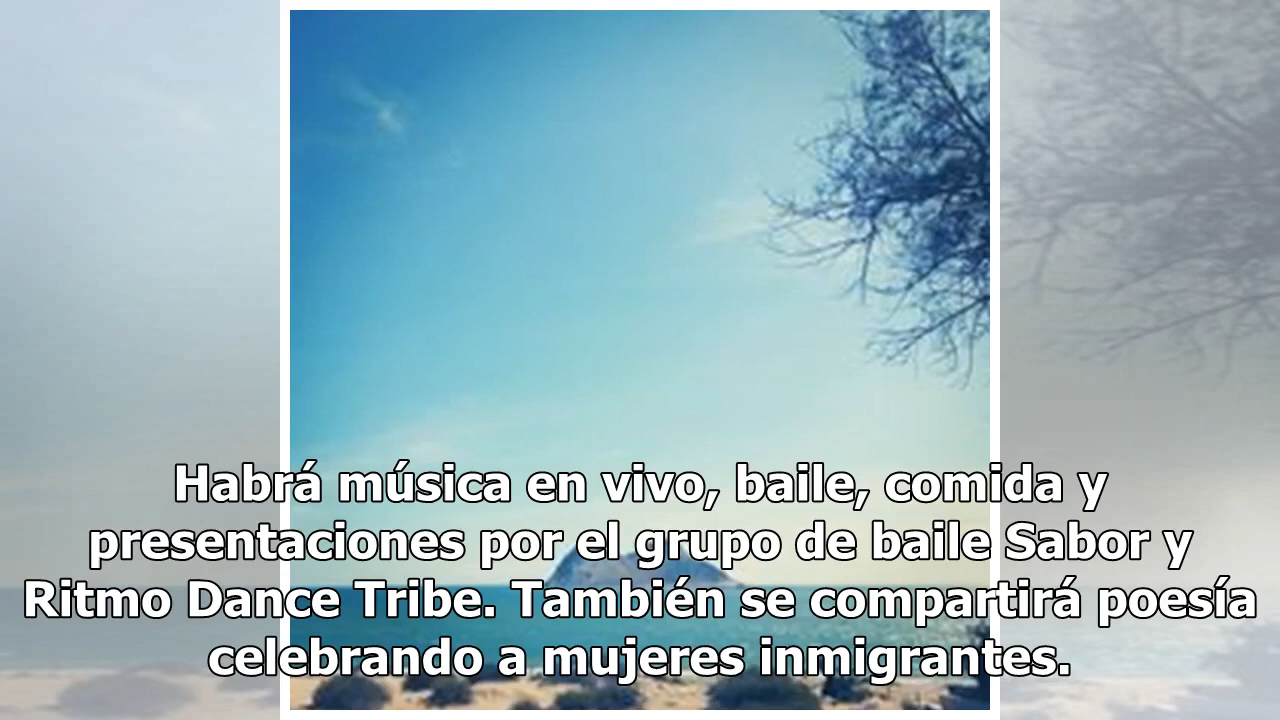 Habrá música en vivo, baile, comida y
presentaciones por el grupo de baile Sabor y
Ritmo Dance Tribe. También se compartirá poesía
celebrando a mujeres inmigrantes.